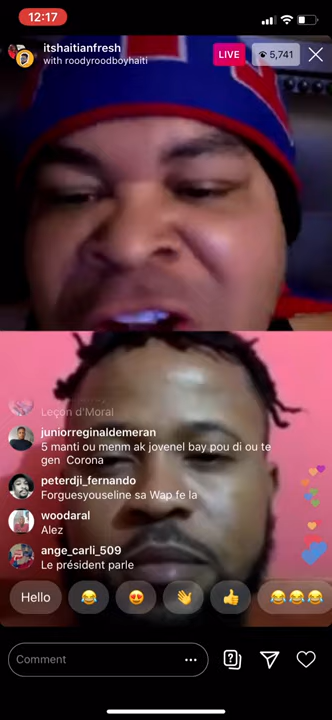 12:17
itshaitianfresh
with roodyroodboyhaiti
LIVE
5,741
Leçon d'Moral
juniorreginaldemeran
5 manti ou menm ak jovenel bay pou di ou te
gen Corona
peterdji_fernando
Forguesyouseline sa Wap fe la
woodaral
Alez
ange_carli_509
Le président parle
Hello
Comment